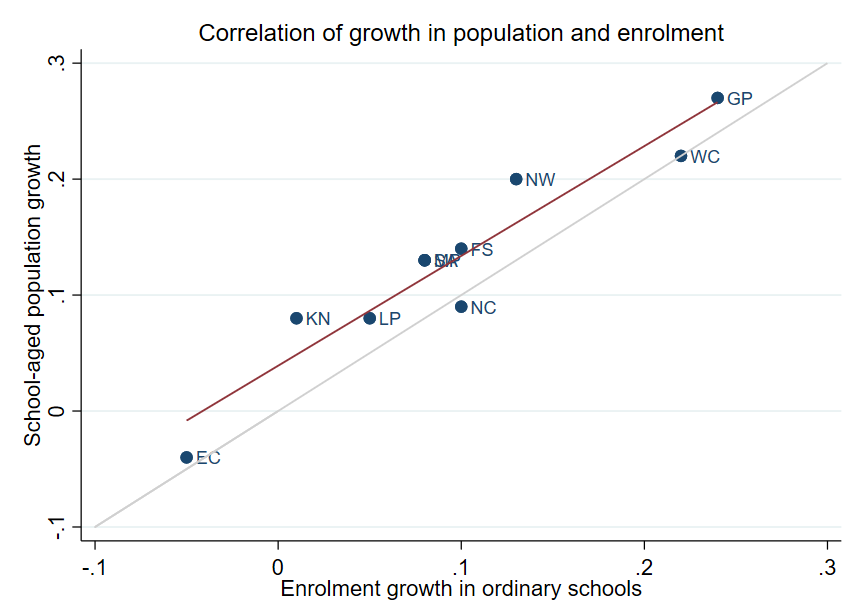 Correlation of growth in population and enrolment
School-aged population growth
.3
.2
.1
0
-.1
GP
WC
NW
FS
NC
KN
LP
EC
-.1 0 .1 .2 .3
Enrolment growth in ordinary schools